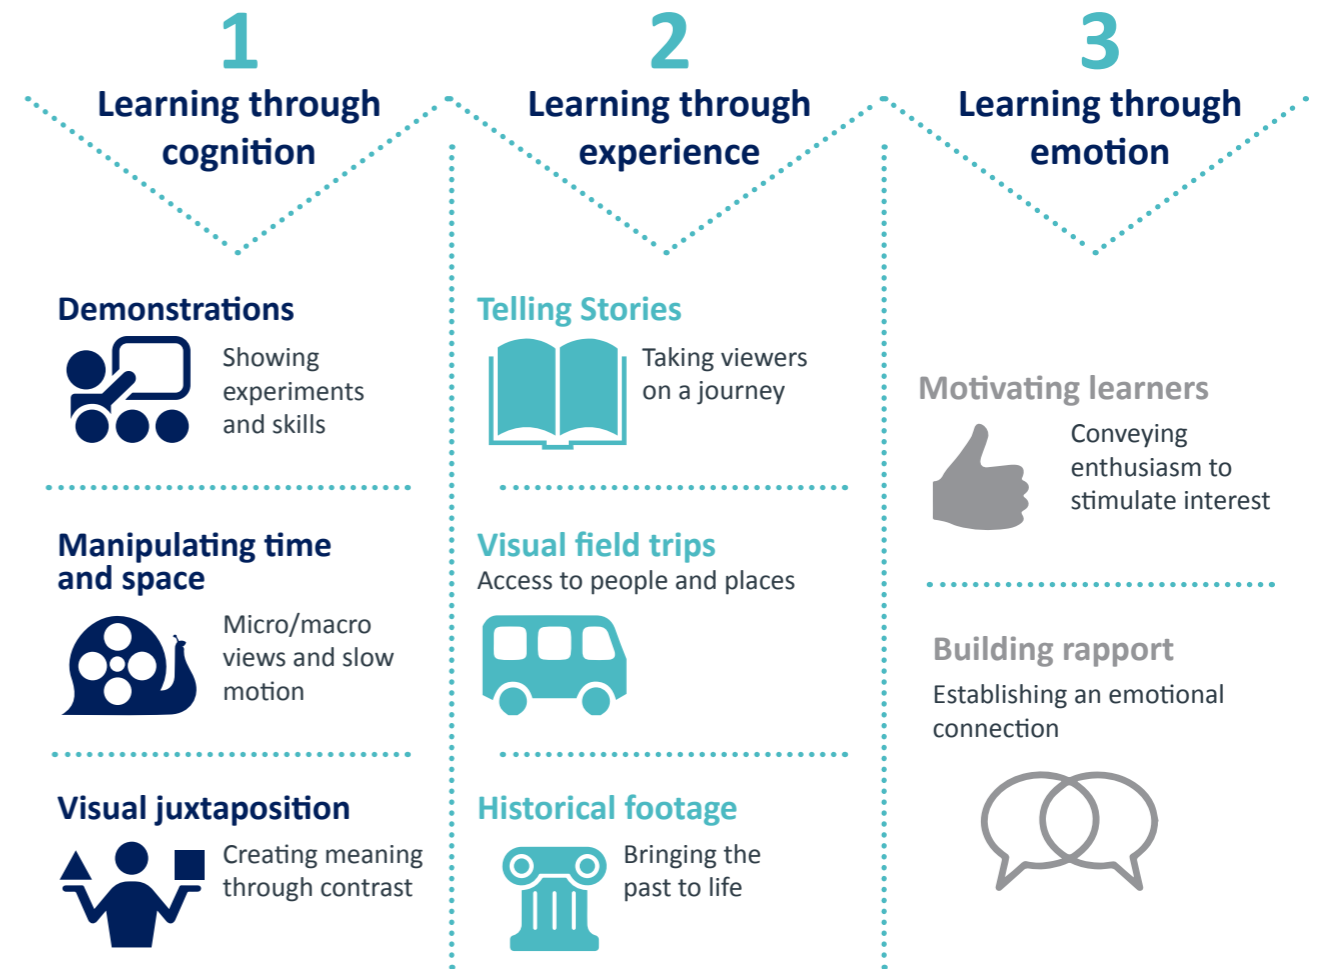 1
Learning through
cognition
Demonstrations
Showing
experiments
and skills
Manipulating time
and space
Micro/macro
views and slow
motion
Visual juxtaposition
Creating meaning
through contrast
2
Learning through
experience
Telling Stories
Taking viewers
on a journey
Visual field trips
Access to people and places
Historical footage
Bringing the
past to life
3
Learning through
emotion
Motivating learners
Conveying
enthusiasm to
stimulate interest
Building rapport
Establishing an emotional
connection